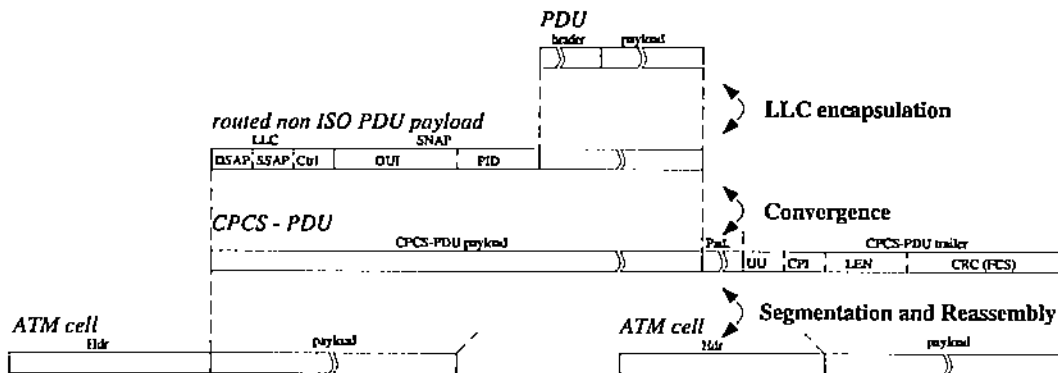 PDU
header payload
LLC encapsulation
routed non ISO PDU payload
LLC SNAP
DSAP SSAP Ctrl OUI PID
Convergence
CPCS - PDU
CPCS-PDU payload Pad. CPCS-PDU trailer
UU CPI LEN CRC (FCS)
Segmentation and Reassembly
ATM cell ATM cell
Hdr payload Hdr payload